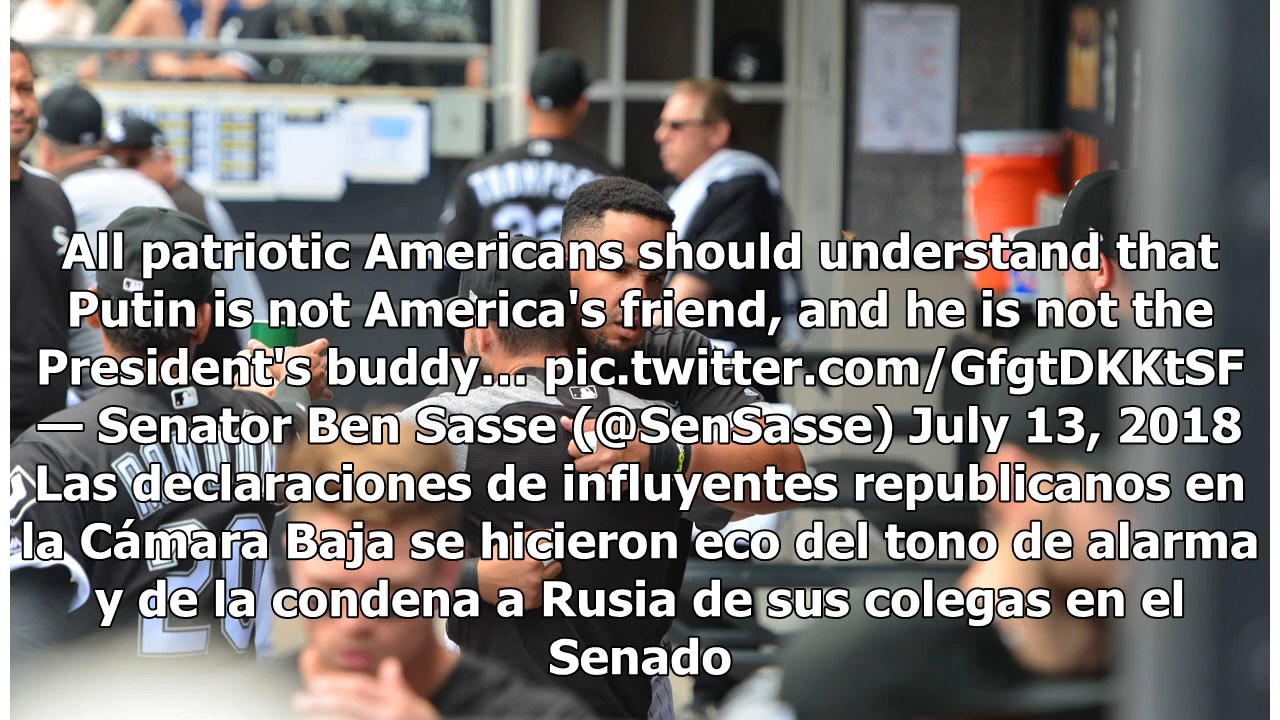 All patriotic Americans should understand that
Putin is not America's friend, and he is not the
President's buddy... pic.twitter.com/GfgtDKKtSF
— Senator Ben Sasse (@SenSasse) July 13, 2018
Las declaraciones de influyentes republicanos en
la Cámara Baja se hicieron eco del tono de alarma
y de la condena a Rusia de sus colegas en el
Senado
20